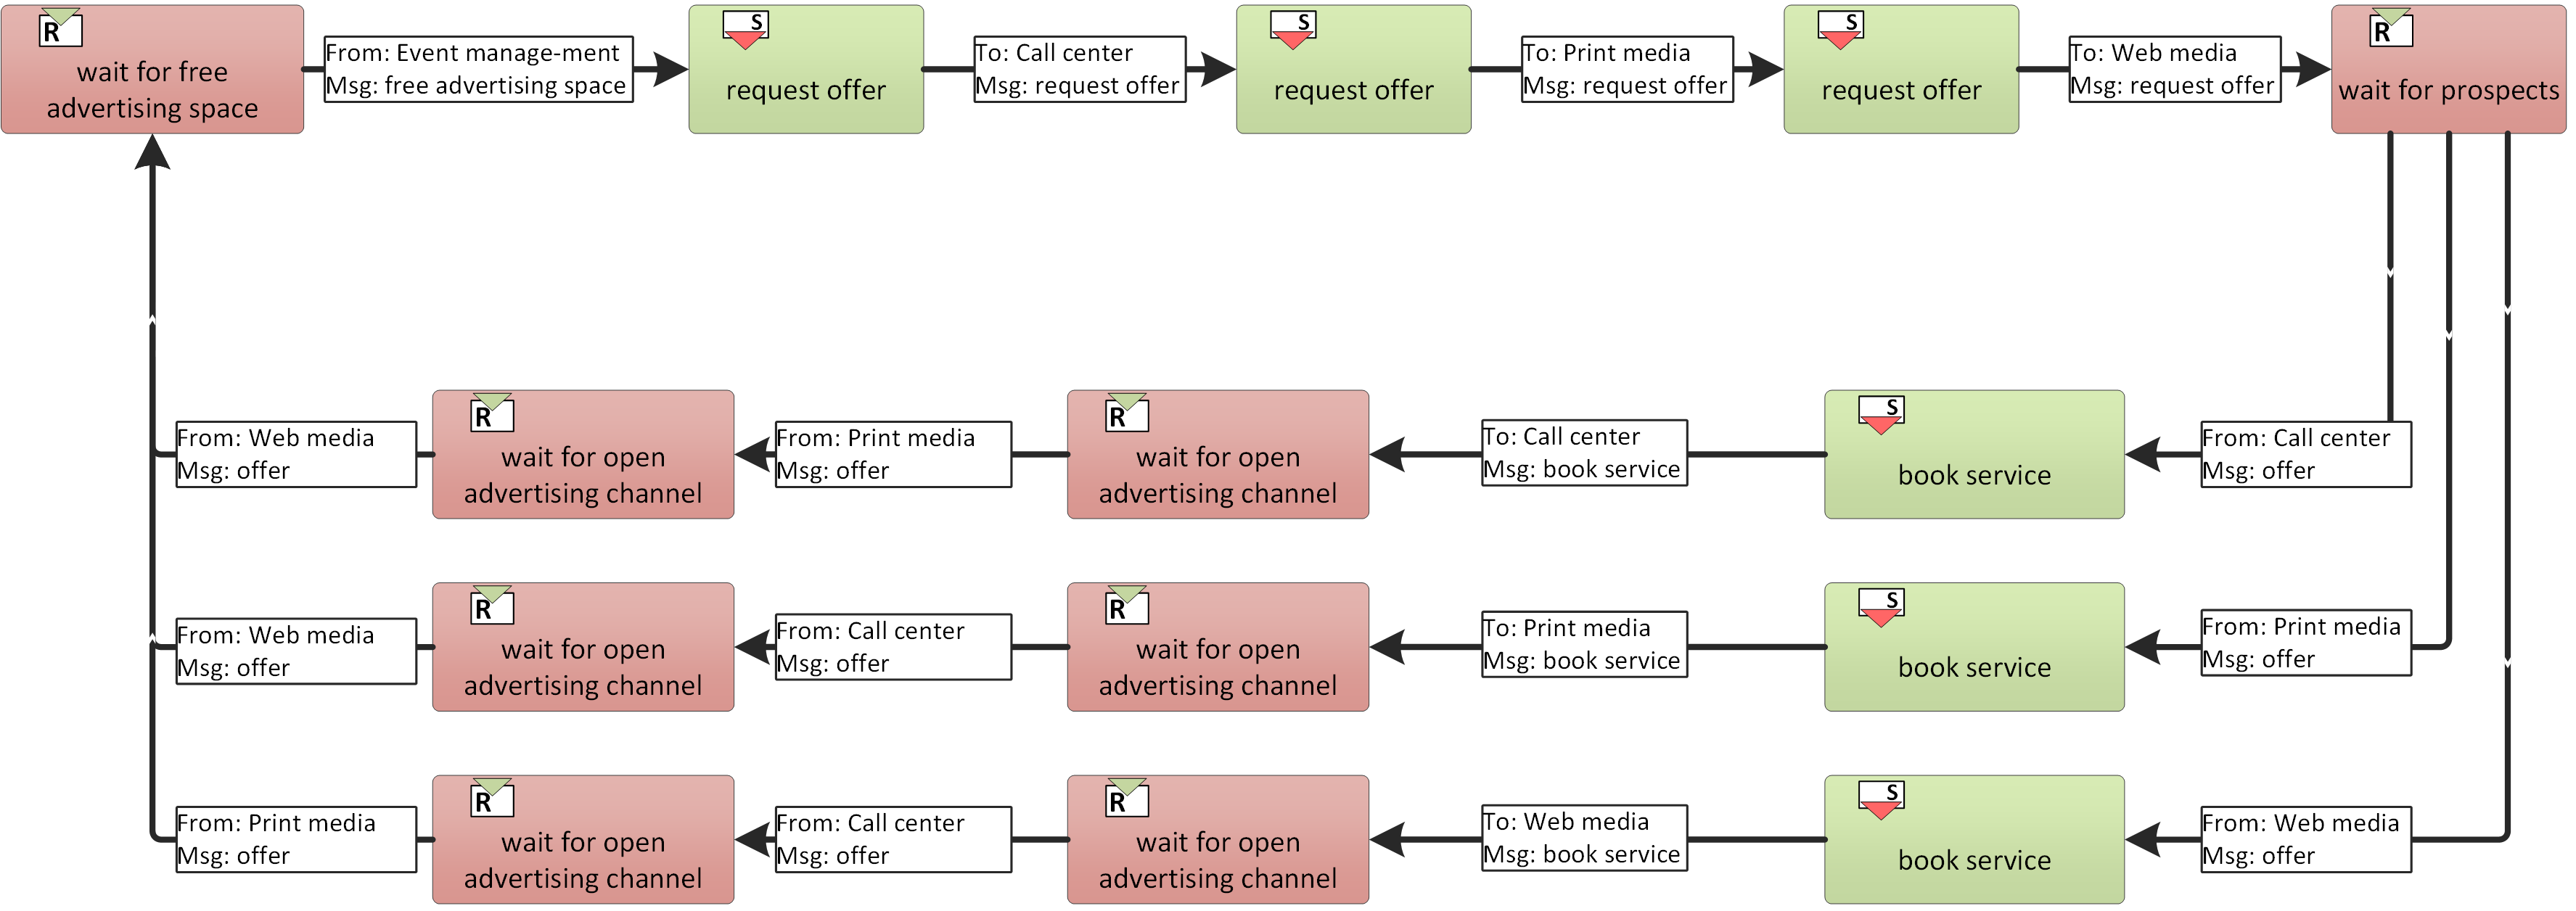 R
wait for free
advertising space
From: Event manage-ment
Msg: free advertising space
S
request offer
To: Call center
Msg: request offer
S
request offer
To: Print media
Msg: request offer
S
request offer
To: Web media
Msg: request offer
R
wait for prospects
From: Web media
Msg: offer
R
wait for open
advertising channel
From: Print media
Msg: offer
R
wait for open
advertising channel
To: Call center
Msg: book service
S
book service
From: Call center
Msg: offer
From: Web media
Msg: offer
R
wait for open
advertising channel
From: Call center
Msg: offer
R
wait for open
advertising channel
To: Print media
Msg: book service
S
book service
From: Print media
Msg: offer
From: Print media
Msg: offer
R
wait for open
advertising channel
From: Call center
Msg: offer
R
wait for open
advertising channel
To: Web media
Msg: book service
S
book service
From: Web media
Msg: offer